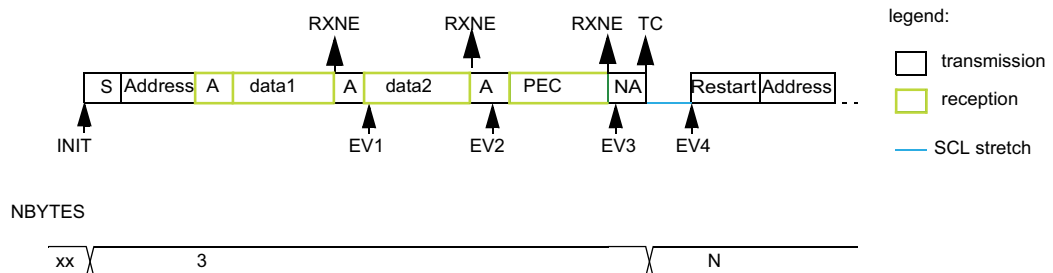 legend:
RXNE RXNE RXNE TC
transmission
S Address A data1 A data2 A PEC NA Restart Address
reception
INIT EV1 EV2 EV3 EV4
SCL stretch
NBYTES
xx 3 N